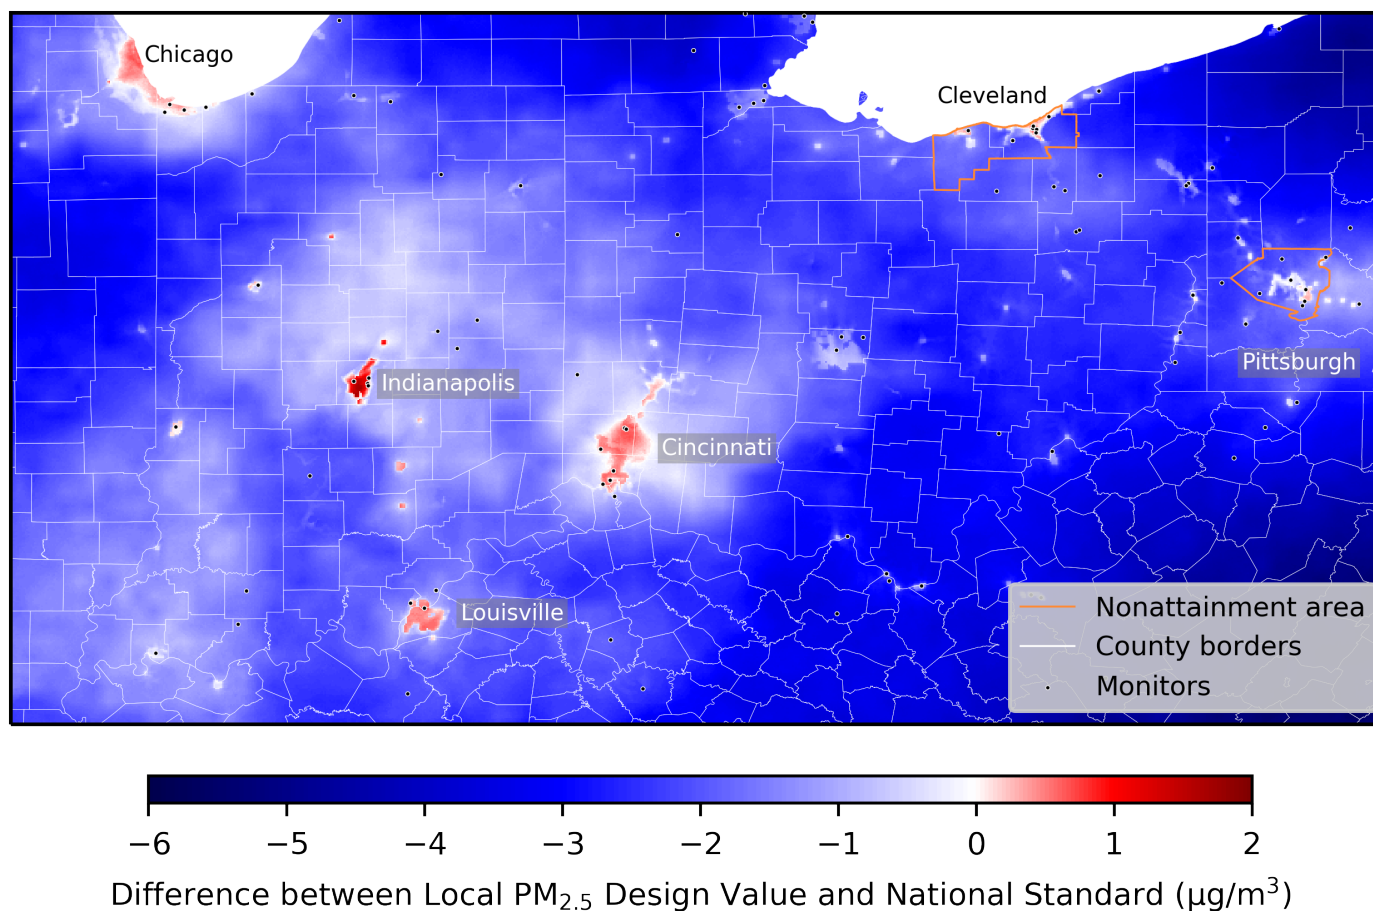 Chicago
Cleveland
Pittsburgh
Indianapolis
Cincinnati
Louisville
Nonattainment area
County borders
Monitors
−6 −5 −4 −3 −2 −1 0 1 2
Difference between Local PM₂.₅ Design Value and National Standard (μg/m³)